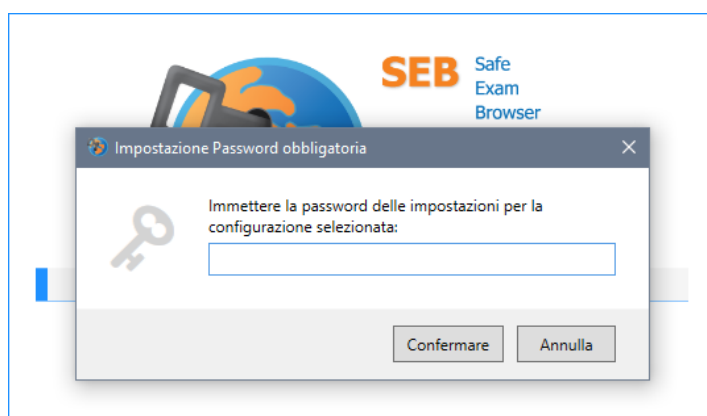 SEB
Safe
Exam
Browser
Impostazione Password obbligatoria
Immettere la password delle impostazioni per la
configurazione selezionata:
Confermare
Annulla